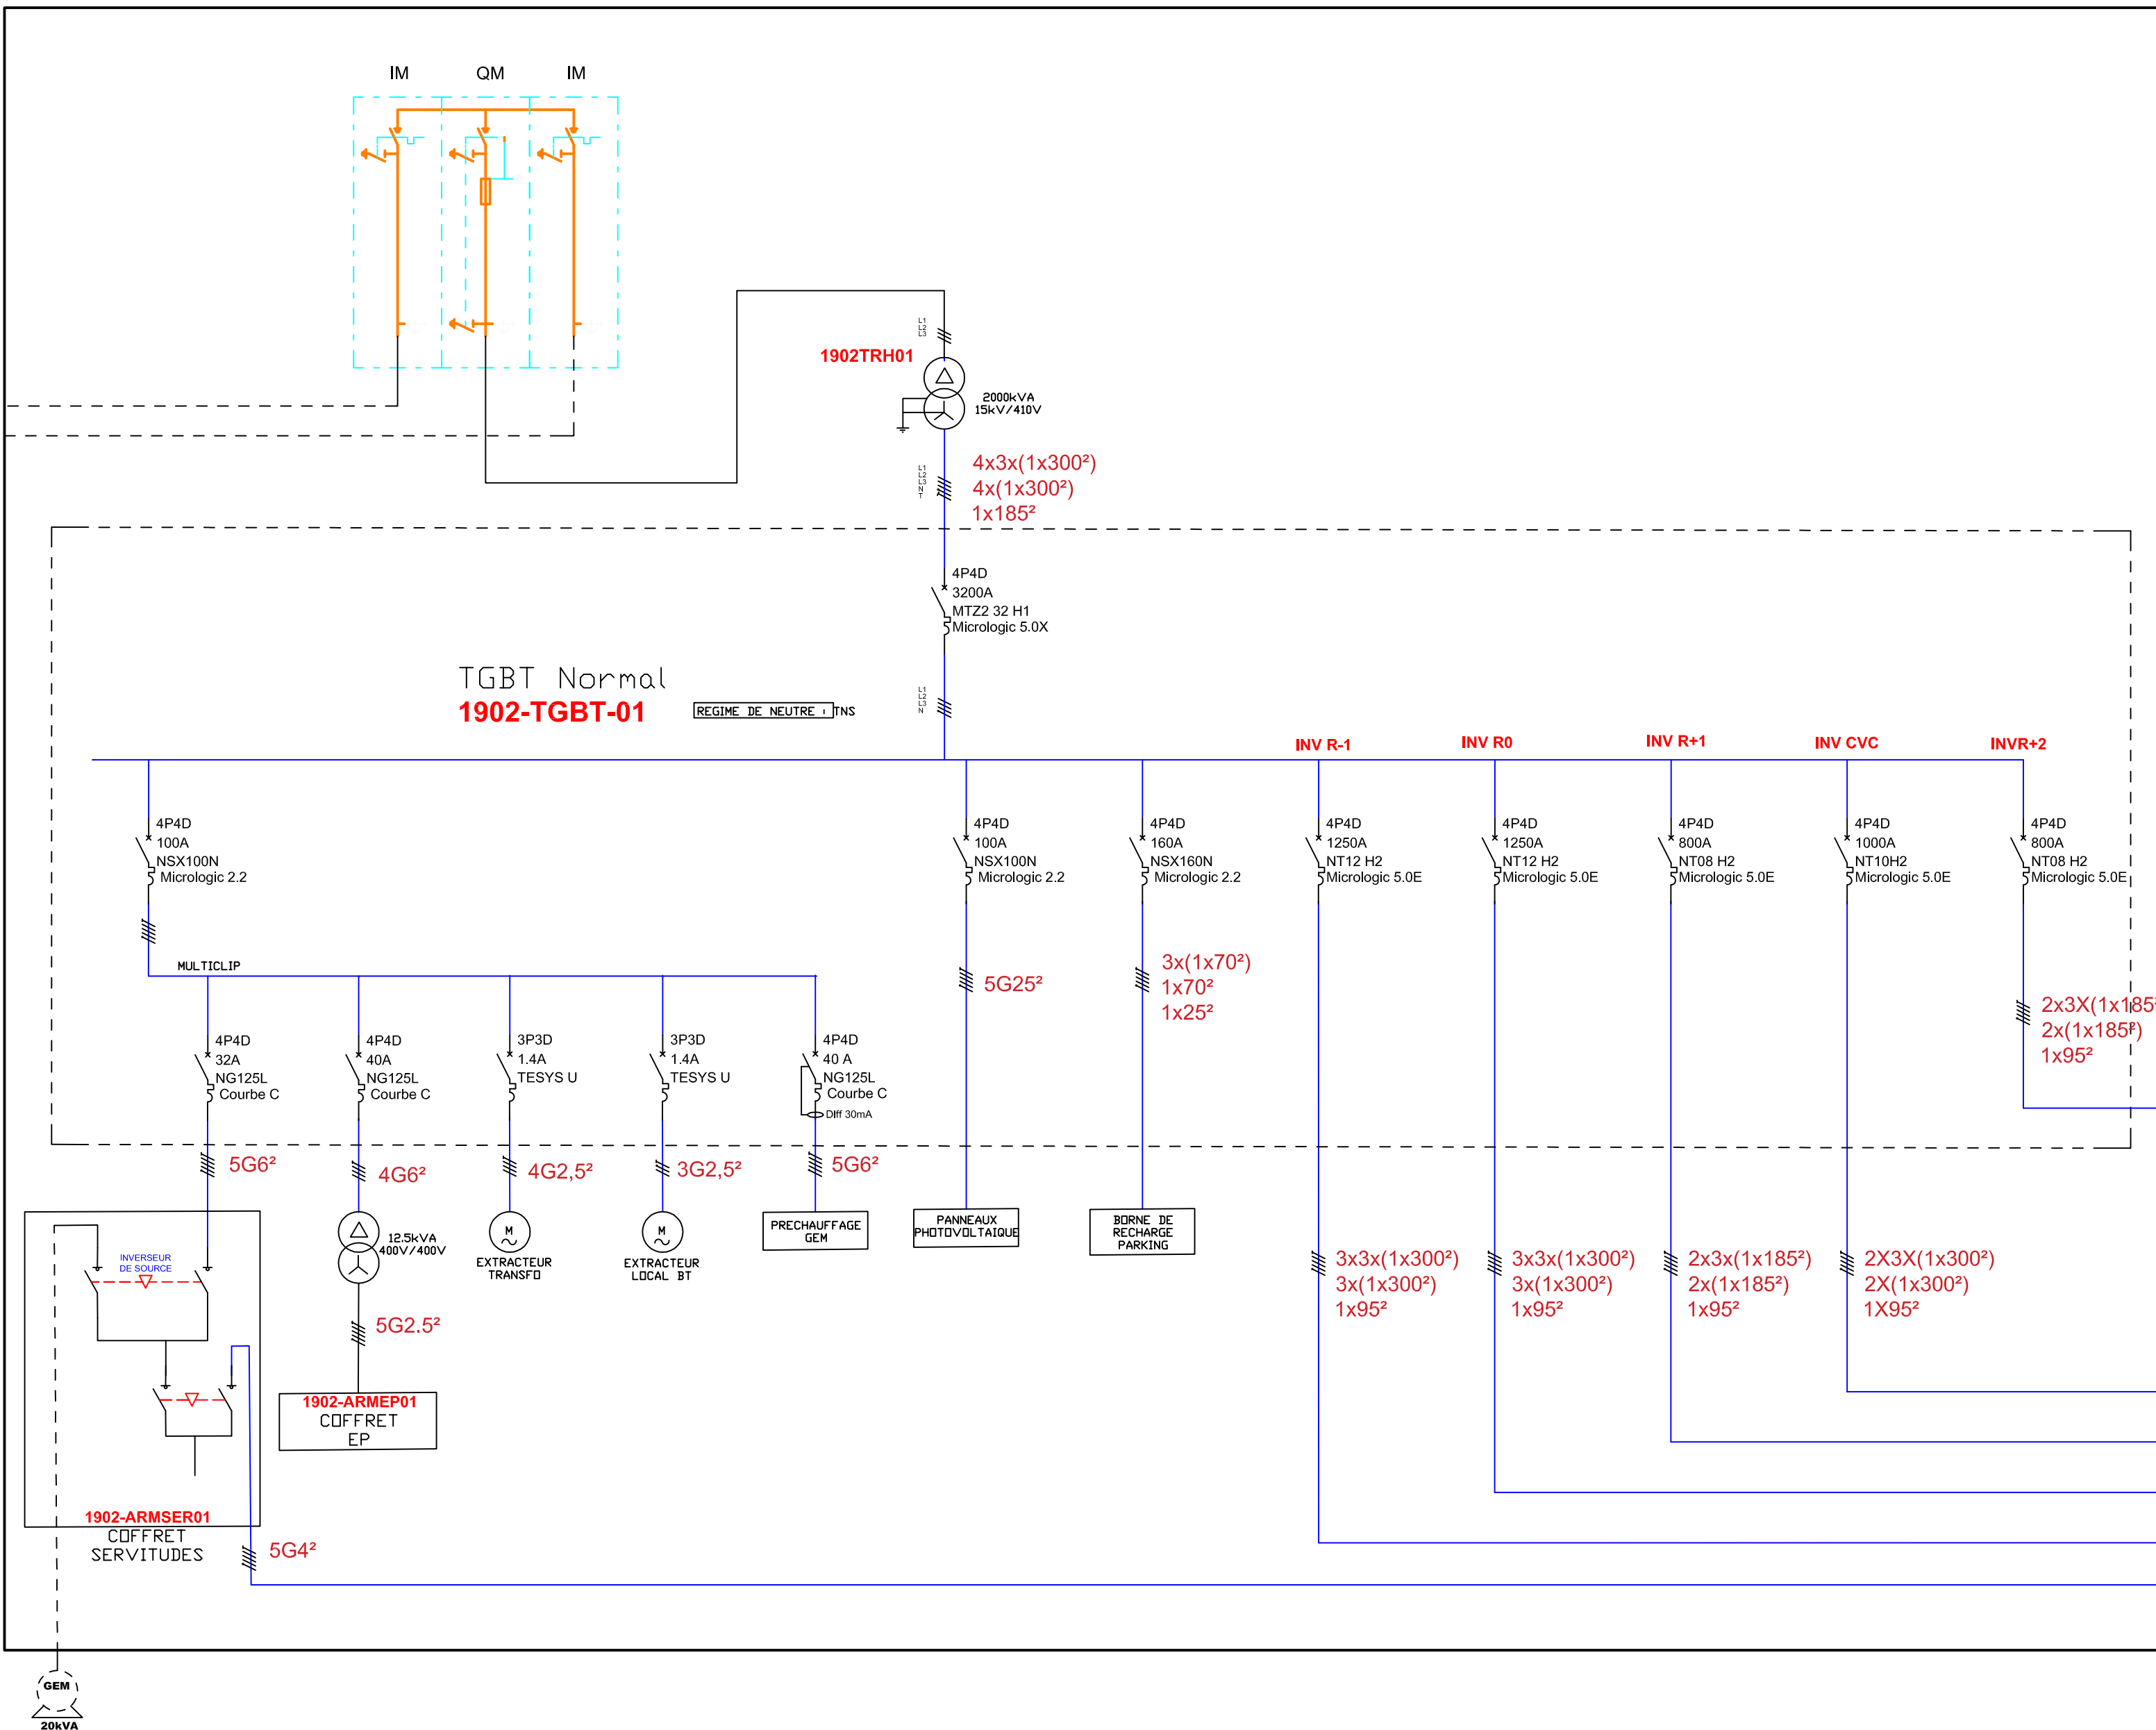 IM
QM
IM
L1
L2
L3
1902TRH01
2000kVA
15kV/410V
L1
L2
L3
N
T
4x3x(1x300²)
4x(1x300²)
1x185²
4P4D
3200A
MTZ2 32 H1
Micrologic 5.0X
TGBT Normal
1902-TGBT-01
REGIME DE NEUTRE : TNS
L1
L2
L3
N
INV R-1
INV R0
INV R+1
INV CVC
INVR+2
4P4D
100A
NSX100N
Micrologic 2.2
4P4D
100A
NSX100N
Micrologic 2.2
4P4D
160A
NSX160N
Micrologic 2.2
4P4D
1250A
NT12 H2
Micrologic 5.0E
4P4D
1250A
NT12 H2
Micrologic 5.0E
4P4D
800A
NT08 H2
Micrologic 5.0E
4P4D
1000A
NT10H2
Micrologic 5.0E
4P4D
800A
NT08 H2
Micrologic 5.0E
MULTICLIP
5G25²
3x(1x70²)
1x70²
1x25²
2x3X(1x185²
2x(1x185²)
1x95²
4P4D
32A
NG125L
Courbe C
4P4D
40A
NG125L
Courbe C
3P3D
1.4A
TESYS U
3P3D
1.4A
TESYS U
4P4D
40 A
NG125L
Courbe C
DIff 30mA
5G6²
4G6²
4G2,5²
3G2,5²
5G6²
INVERSEUR
DE SOURCE
12.5kVA
400V/400V
M
EXTRACTEUR
TRANSFO
M
EXTRACTEUR
LOCAL BT
PRECHAUFFAGE
GEM
PANNEAUX
PHOTOVOLTAIQUE
BORNE DE
RECHARGE
PARKING
3x3x(1x300²)
3x(1x300²)
1x95²
3x3x(1x300²)
3x(1x300²)
1x95²
2x3x(1x185²)
2x(1x185²)
1x95²
2X3X(1x300²)
2X(1x300²)
1X95²
5G2.5²
1902-ARMEP01
COFFRET
EP
1902-ARMSER01
COFFRET
SERVITUDES
5G4²
GEM
20kVA